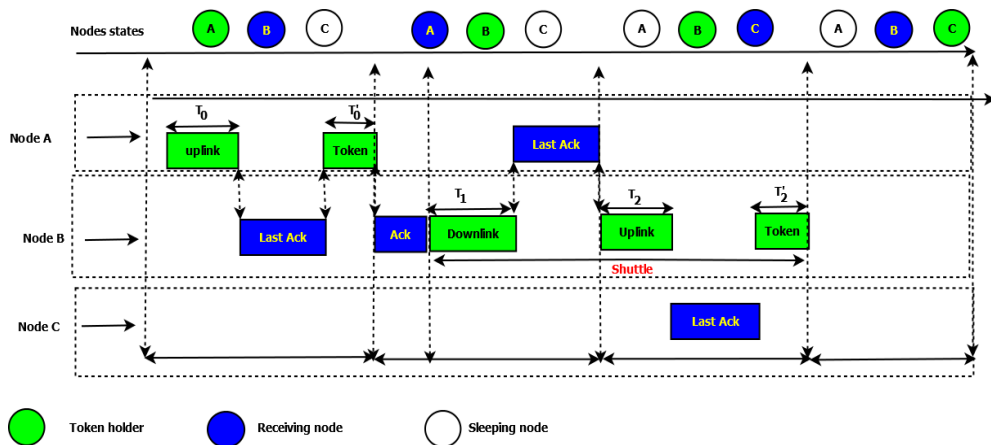 Nodes states
A B C A B C A B C A B C
T0 T'0
Node A
uplink Token Last Ack
T1 T2 T'2
Node B
Last Ack Ack Downlink Uplink Token
Shuttle
Node C
Last Ack
Token holder Receiving node Sleeping node